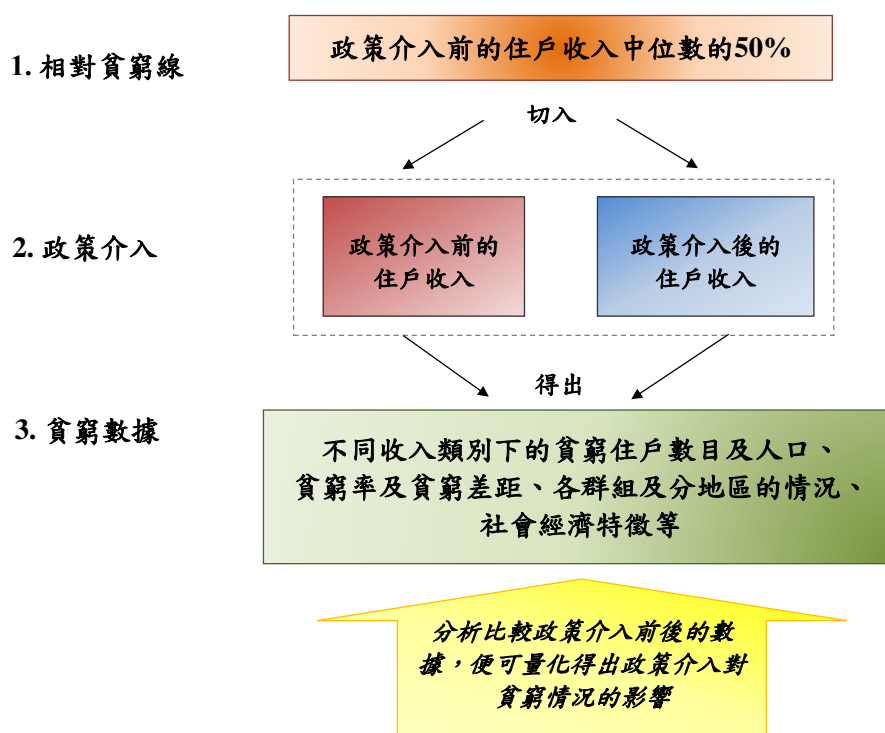 1. 相對貧窮線
政策介入前的住戶收入中位數的50%
切入
2. 政策介入
政策介入前的
住戶收入
政策介入後的
住戶收入
得出
3. 貧窮數據
不同收入類別下的貧窮住戶數目及人口、
貧窮率及貧窮差距、各群組及分地區的情況、
社會經濟特徵等
分析比較政策介入前後的數
據，便可量化得出政策介入對
貧窮情況的影響